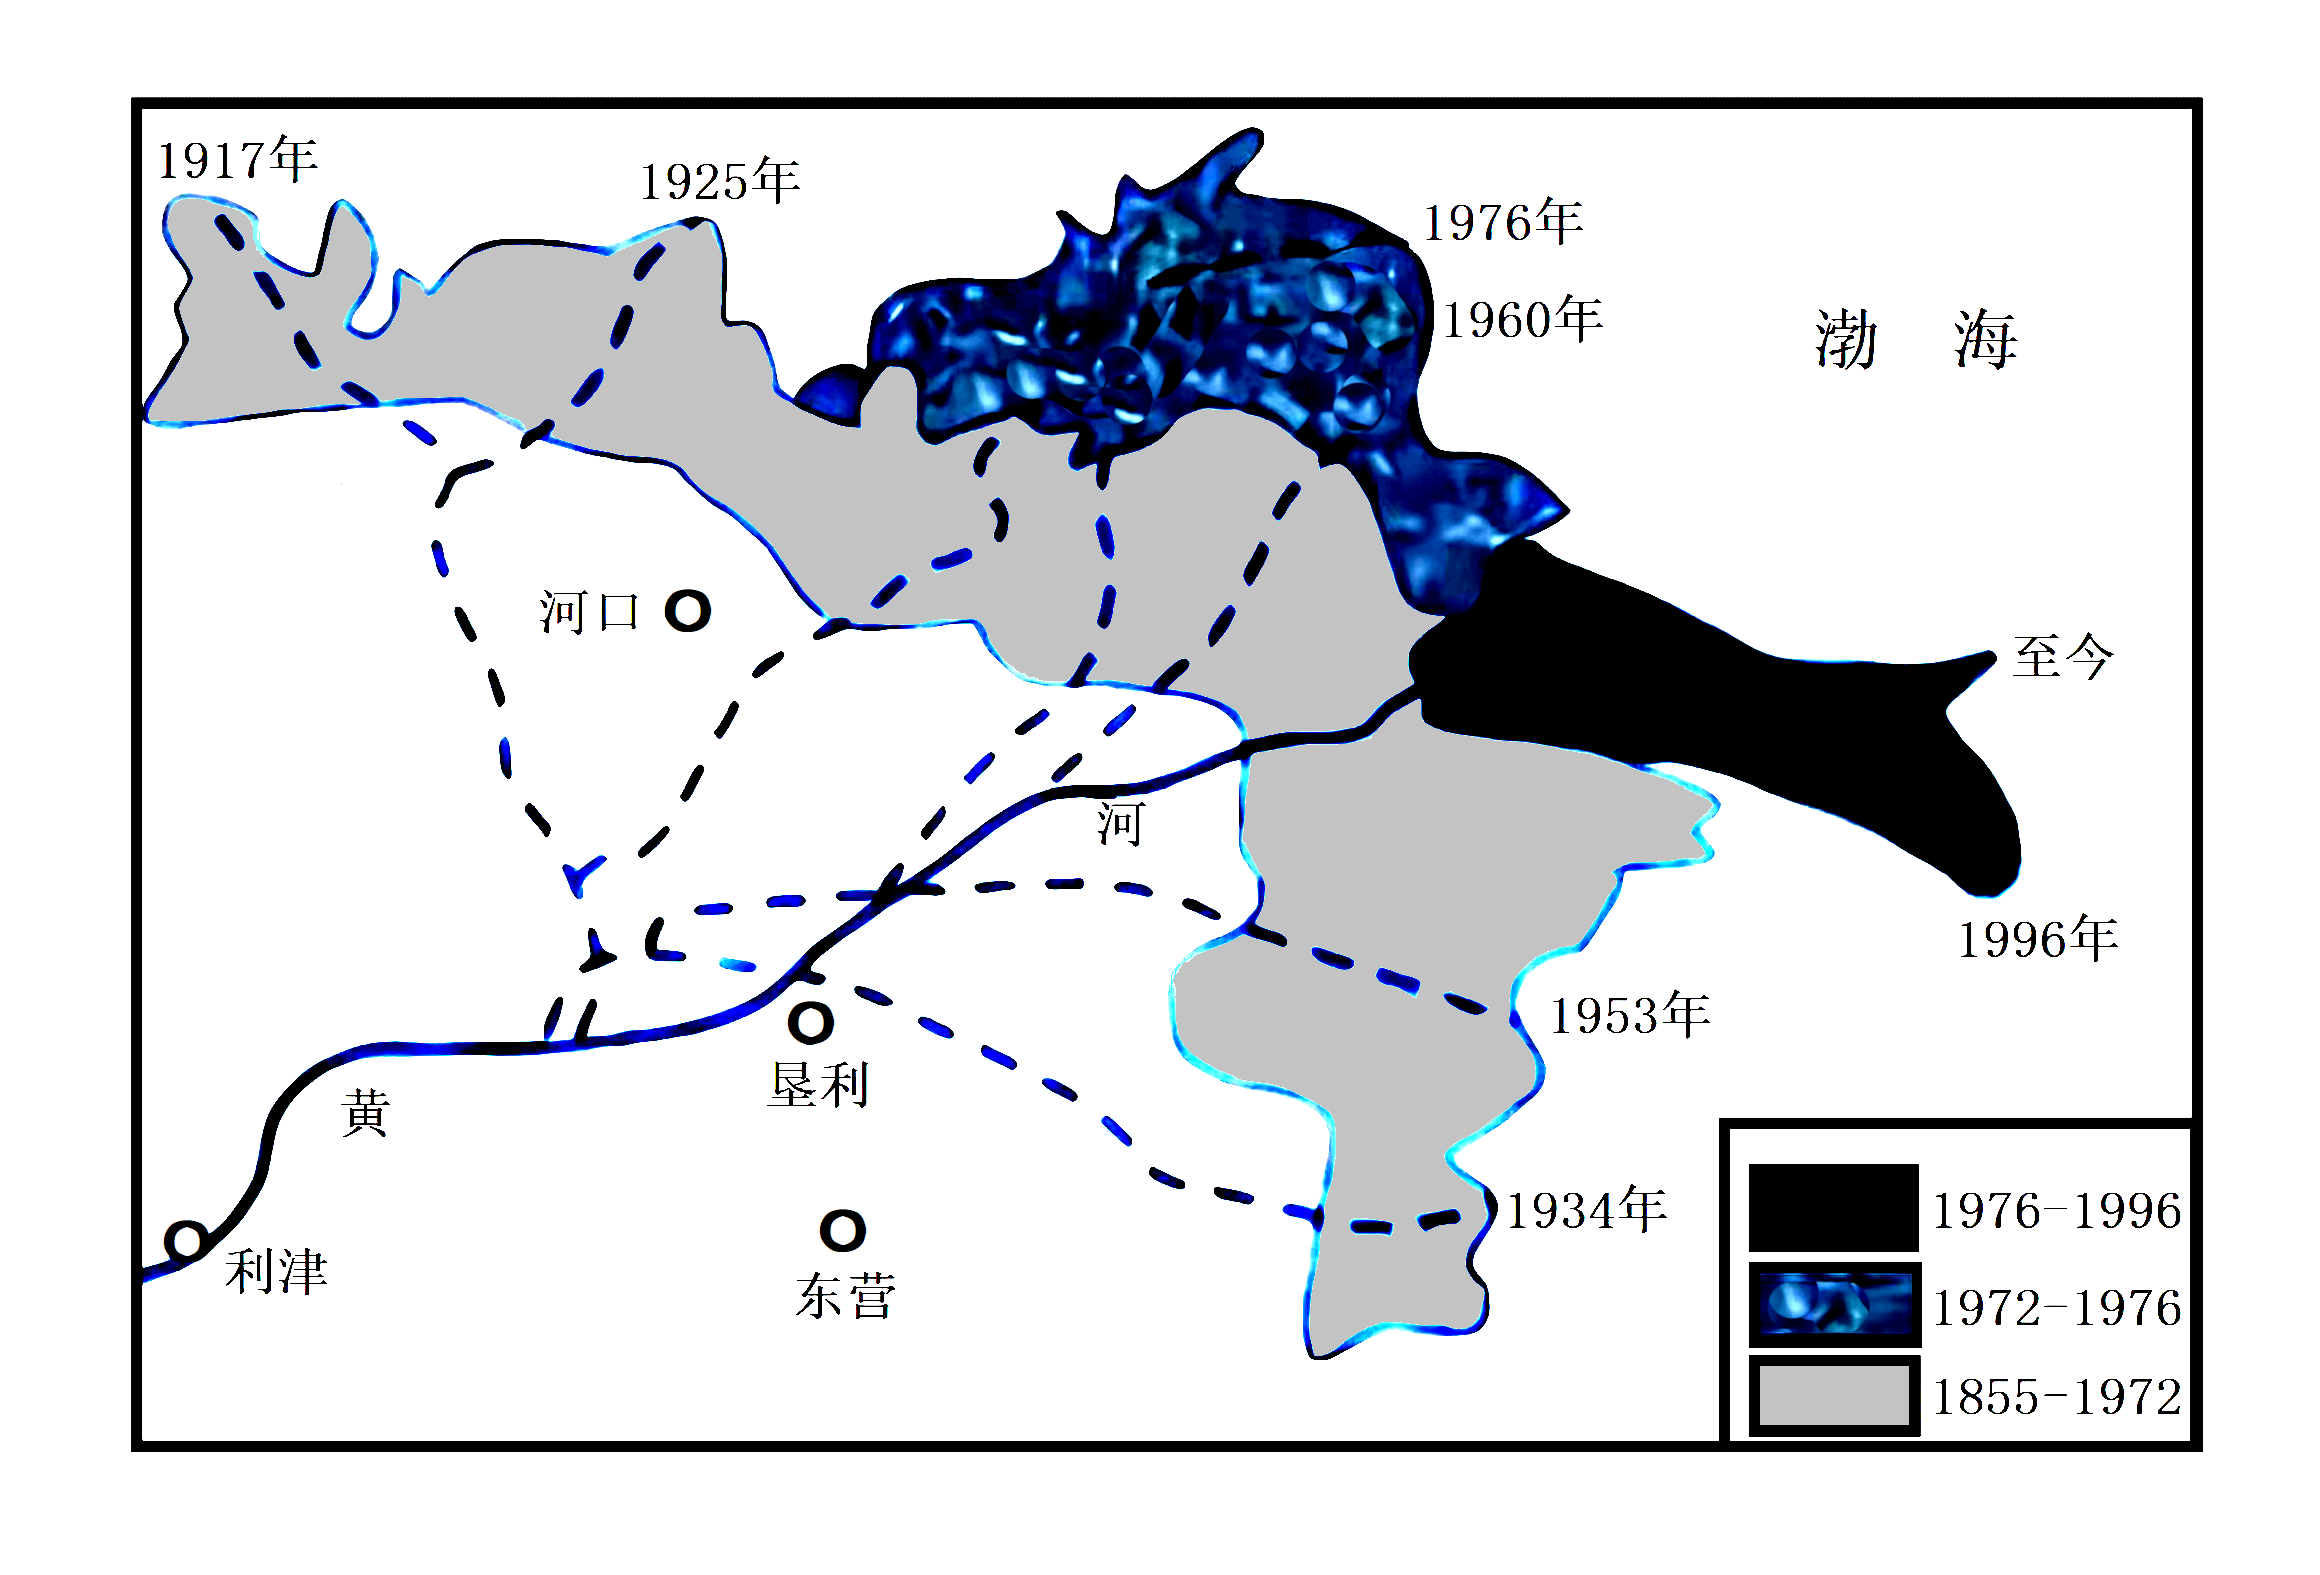 1917年
1925年
1976年
1960年
渤 海
河口
至今
河
1996年
1953年
垦利
黄
1934年
利津
东营
1976-1996
1972-1976
1855-1972